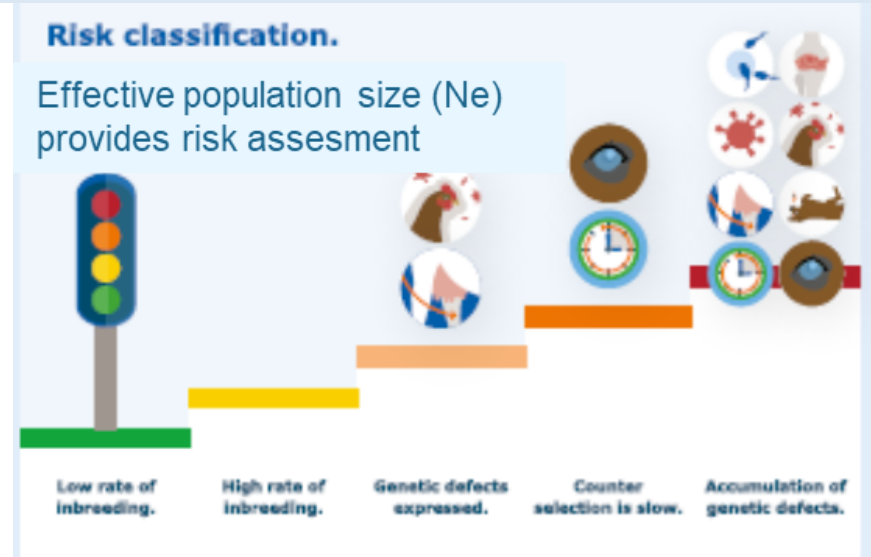 Risk classification.
Effective population size (Ne)
provides risk assesment
Low rate of
inbreeding.
High rate of
inbreeding.
Genetic defects
expressed.
Counter
selection is slow.
Accumulation of
genetic defects.